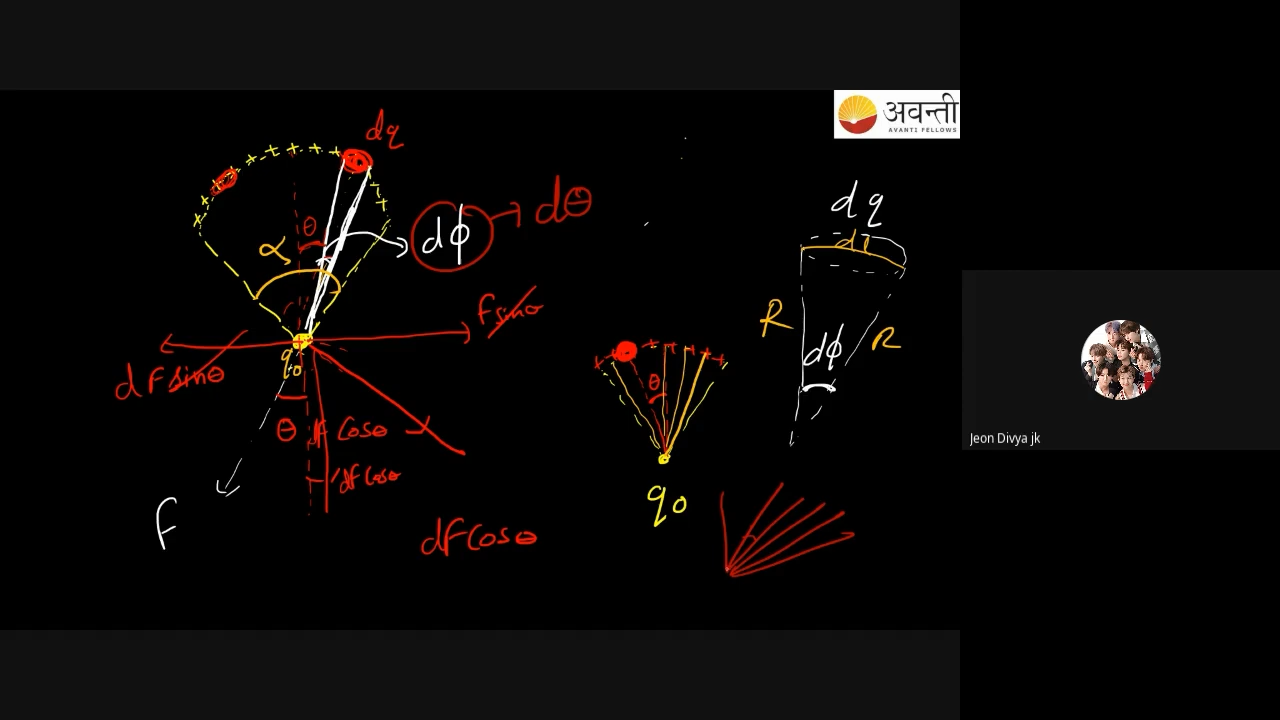 अवन्ती
AVANTI FELLOWS
dq
θ
α
dϕ → dθ
F sinθ
dF sinθ
q₀
θ
F Cosθ
dF Cosθ
F
dF Cosθ
θ
q₀
dq
dl
R
R
dϕ
Jeon Divya jk